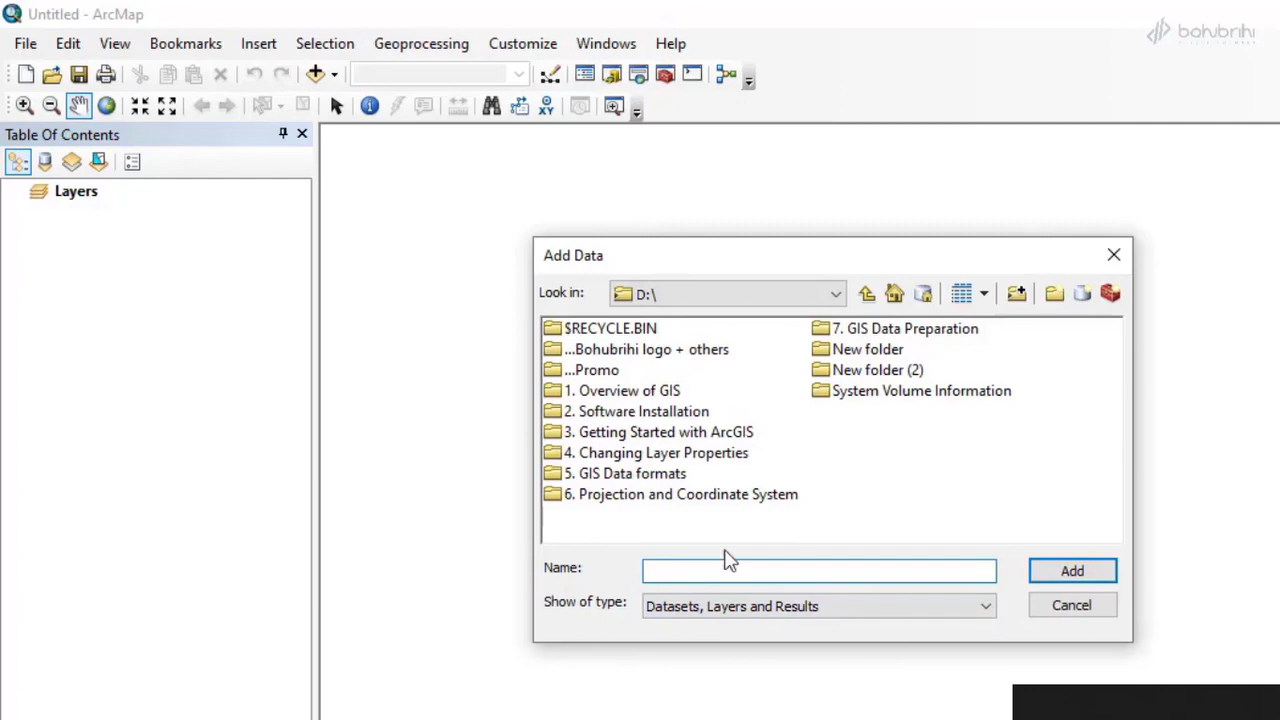 Untitled - ArcMap
bohubrihi
File Edit View Bookmarks Insert Selection Geoprocessing Customize Windows Help
XY
Table Of Contents
Layers
Add Data
Look in: D:\
$RECYCLE.BIN
...Bohubrihi logo + others
...Promo
1. Overview of GIS
2. Software Installation
3. Getting Started with ArcGIS
4. Changing Layer Properties
5. GIS Data formats
6. Projection and Coordinate System
7. GIS Data Preparation
New folder
New folder (2)
System Volume Information
Name:
Add
Show of type: Datasets, Layers and Results
Cancel